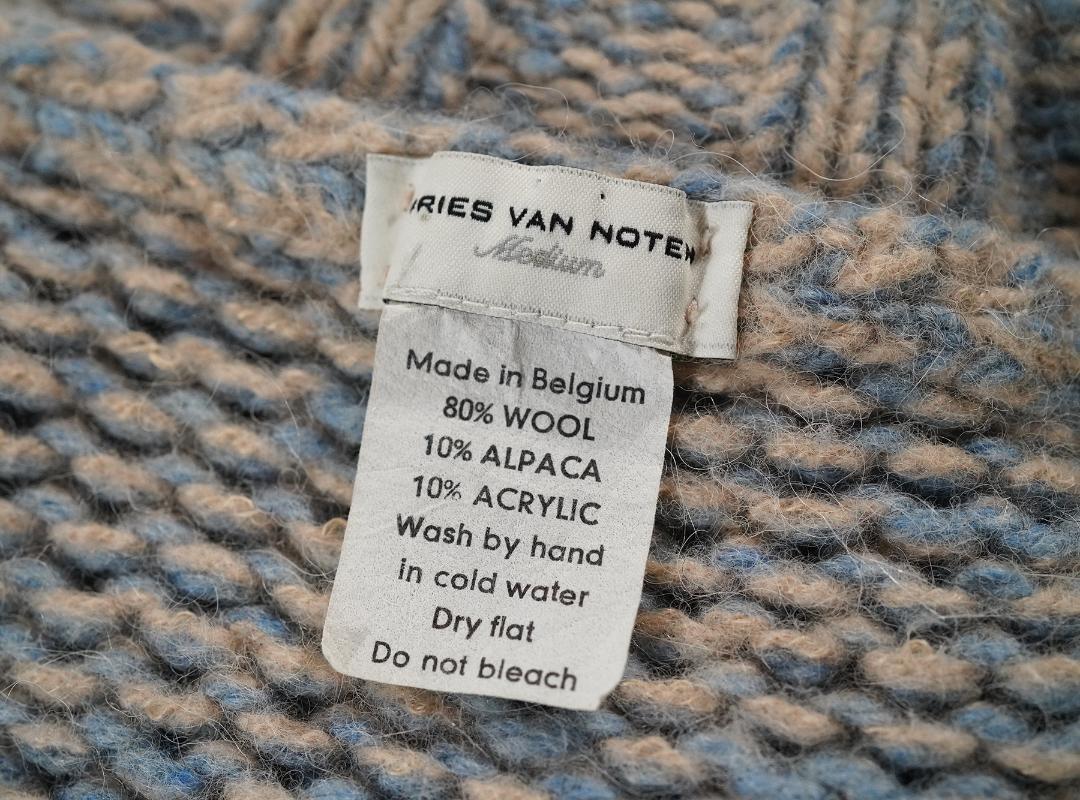 DRIES VAN NOTEN
Medium
Made in Belgium
80% WOOL
10% ALPACA
10% ACRYLIC
Wash by hand
in cold water
Dry flat
Do not bleach